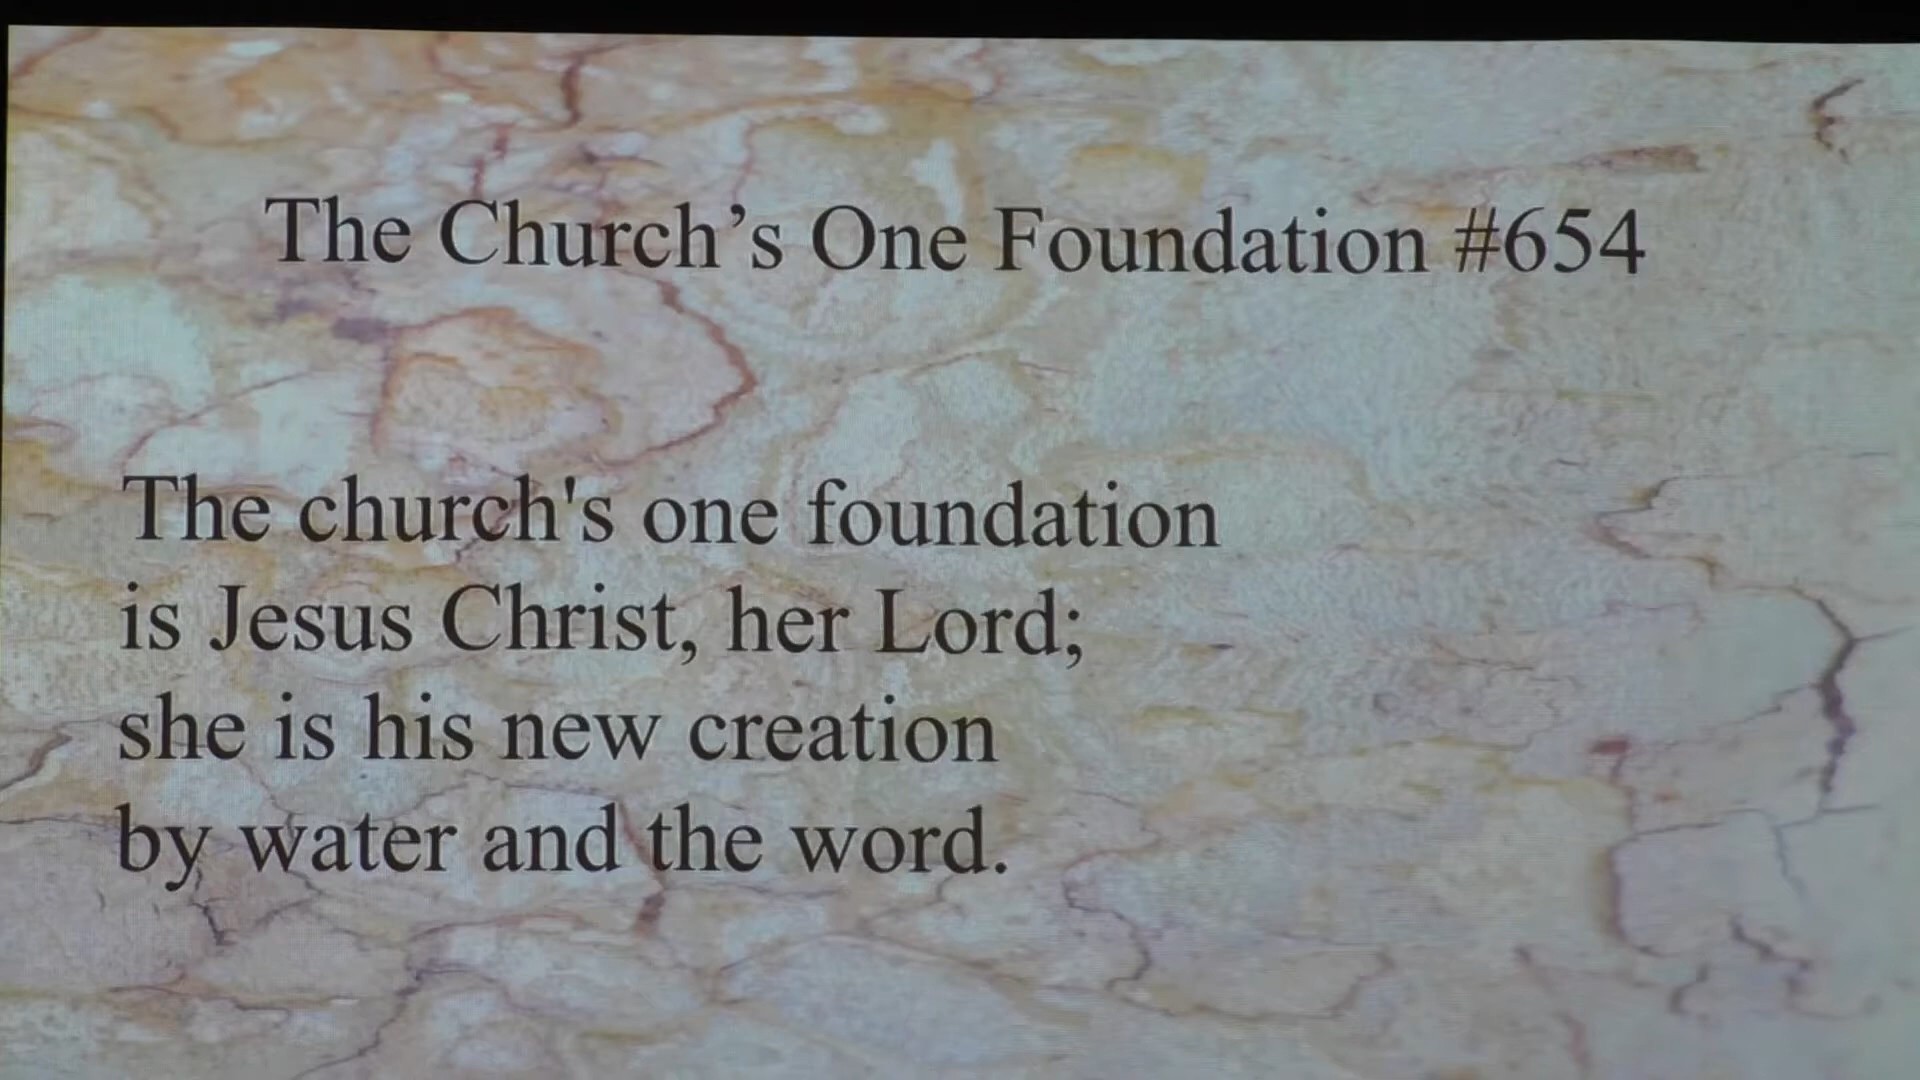 The Church’s One Foundation #654
The church's one foundation
is Jesus Christ, her Lord;
she is his new creation
by water and the word.